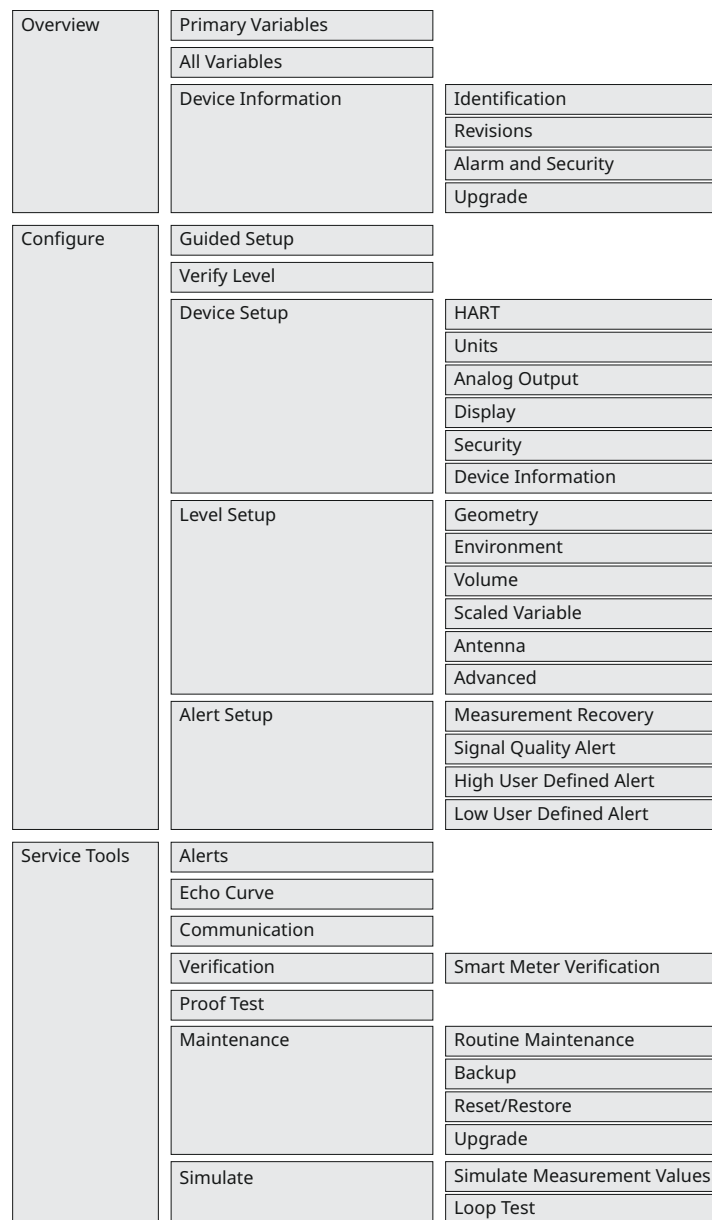 Overview
Primary Variables
All Variables
Device Information
Identification
Revisions
Alarm and Security
Upgrade
Configure
Guided Setup
Verify Level
Device Setup
HART
Units
Analog Output
Display
Security
Device Information
Level Setup
Geometry
Environment
Volume
Scaled Variable
Antenna
Advanced
Alert Setup
Measurement Recovery
Signal Quality Alert
High User Defined Alert
Low User Defined Alert
Service Tools
Alerts
Echo Curve
Communication
Verification
Smart Meter Verification
Proof Test
Maintenance
Routine Maintenance
Backup
Reset/Restore
Upgrade
Simulate
Simulate Measurement Values
Loop Test